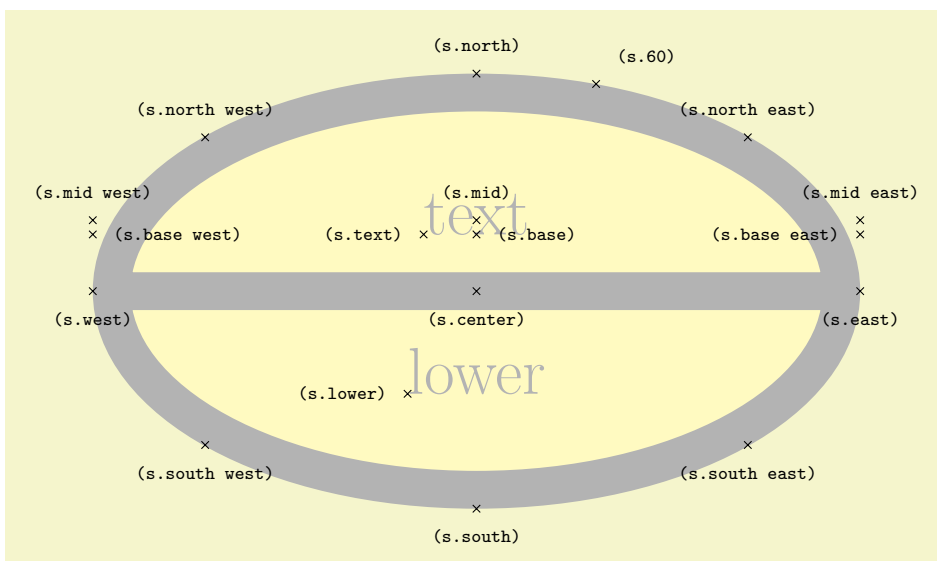 (s.north)
(s.60)
(s.north west)
(s.north east)
(s.mid west)
(s.mid)
(s.mid east)
text
(s.base west)
(s.text)
(s.base)
(s.base east)
(s.west)
(s.center)
(s.east)
lower
(s.lower)
(s.south west)
(s.south east)
(s.south)